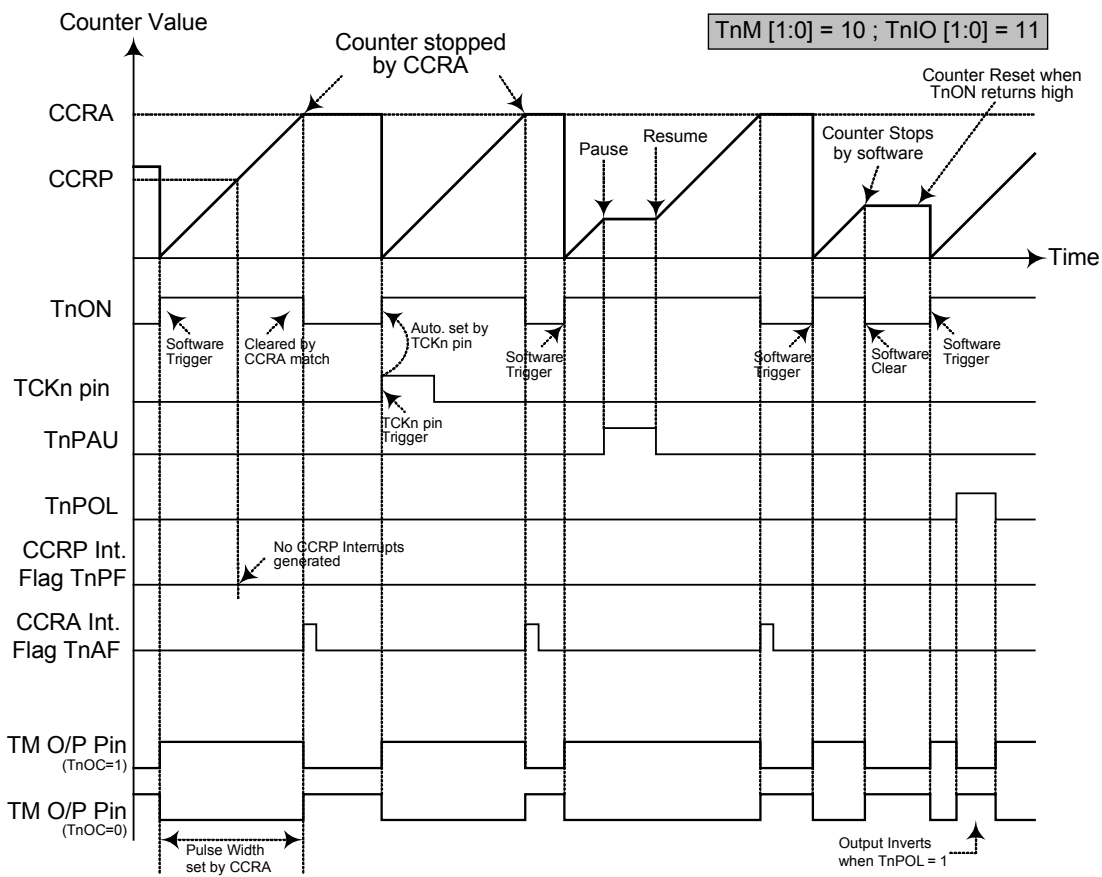 Counter Value
TnM [1:0] = 10 ; TnIO [1:0] = 11
Counter stopped
by CCRA
Counter Reset when
TnON returns high
CCRA
Pause
Resume
Counter Stops
by software
CCRP
Time
TnON
Software
Trigger
Cleared by
CCRA match
Auto. set by
TCKn pin
Software
Trigger
Software
Trigger
Software
Clear
Software
Trigger
TCKn pin
TCKn pin
Trigger
TnPAU
TnPOL
CCRP Int.
Flag TnPF
No CCRP Interrupts
generated
CCRA Int.
Flag TnAF
TM O/P Pin
(TnOC=1)
TM O/P Pin
(TnOC=0)
Pulse Width
set by CCRA
Output Inverts
when TnPOL = 1